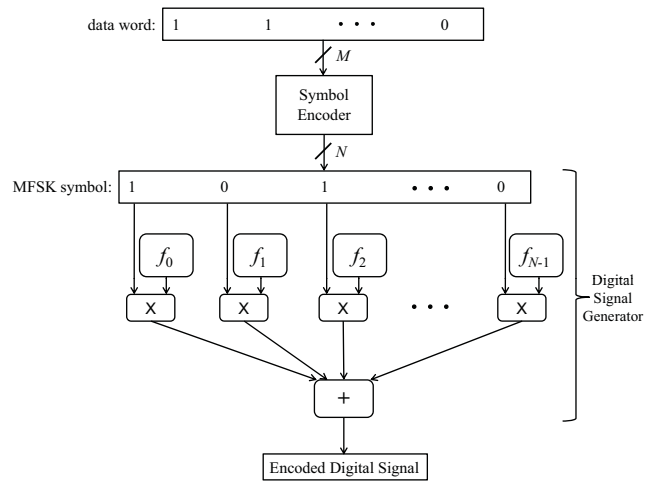 data word: 1 1 • • • 0
M
Symbol
Encoder
N
MFSK symbol: 1 0 1 • • • 0
f0 f1 f2 fN-1
X X X • • • X
Digital
Signal
Generator
+
Encoded Digital Signal